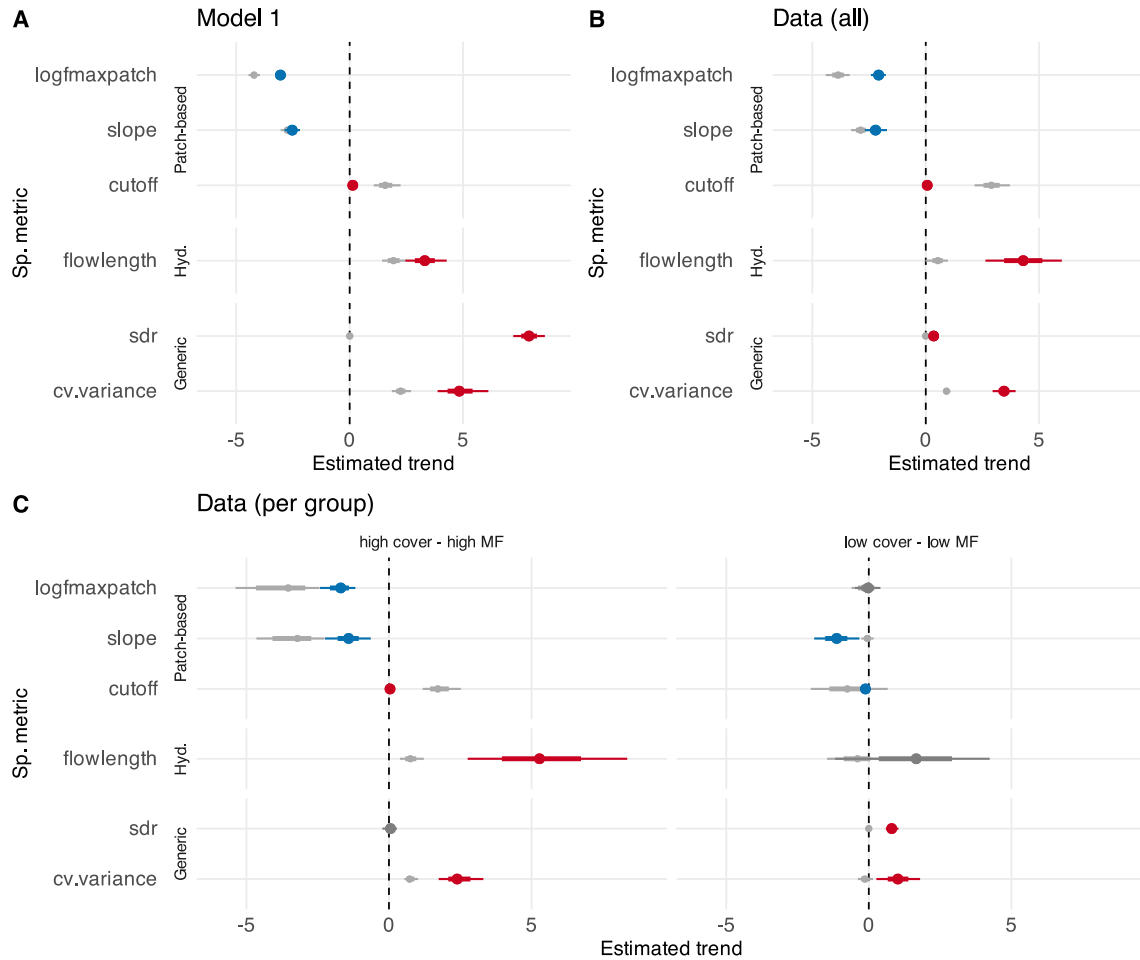 A
Model 1
Sp. metric
logfmaxpatch
slope
cutoff
flowlength
sdr
cv.variance
Patch-based
Hyd.
Generic
-5
0
5
Estimated trend
B
Data (all)
Sp. metric
logfmaxpatch
slope
cutoff
flowlength
sdr
cv.variance
Patch-based
Hyd.
Generic
-5
0
5
Estimated trend
C
Data (per group)
high cover - high MF
low cover - low MF
Sp. metric
logfmaxpatch
slope
cutoff
flowlength
sdr
cv.variance
Patch-based
Hyd.
Generic
-5
0
5
-5
0
5
Estimated trend